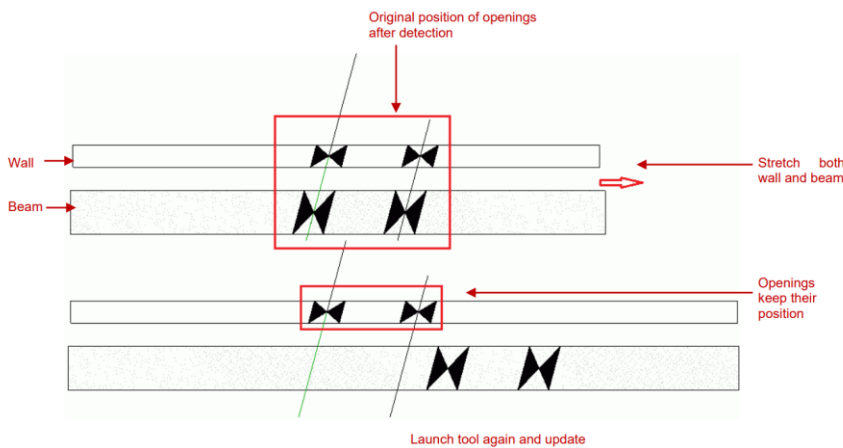 Original position of openings
after detection
Wall
Stretch both
wall and beam
Beam
Openings
keep their
position
Launch tool again and update